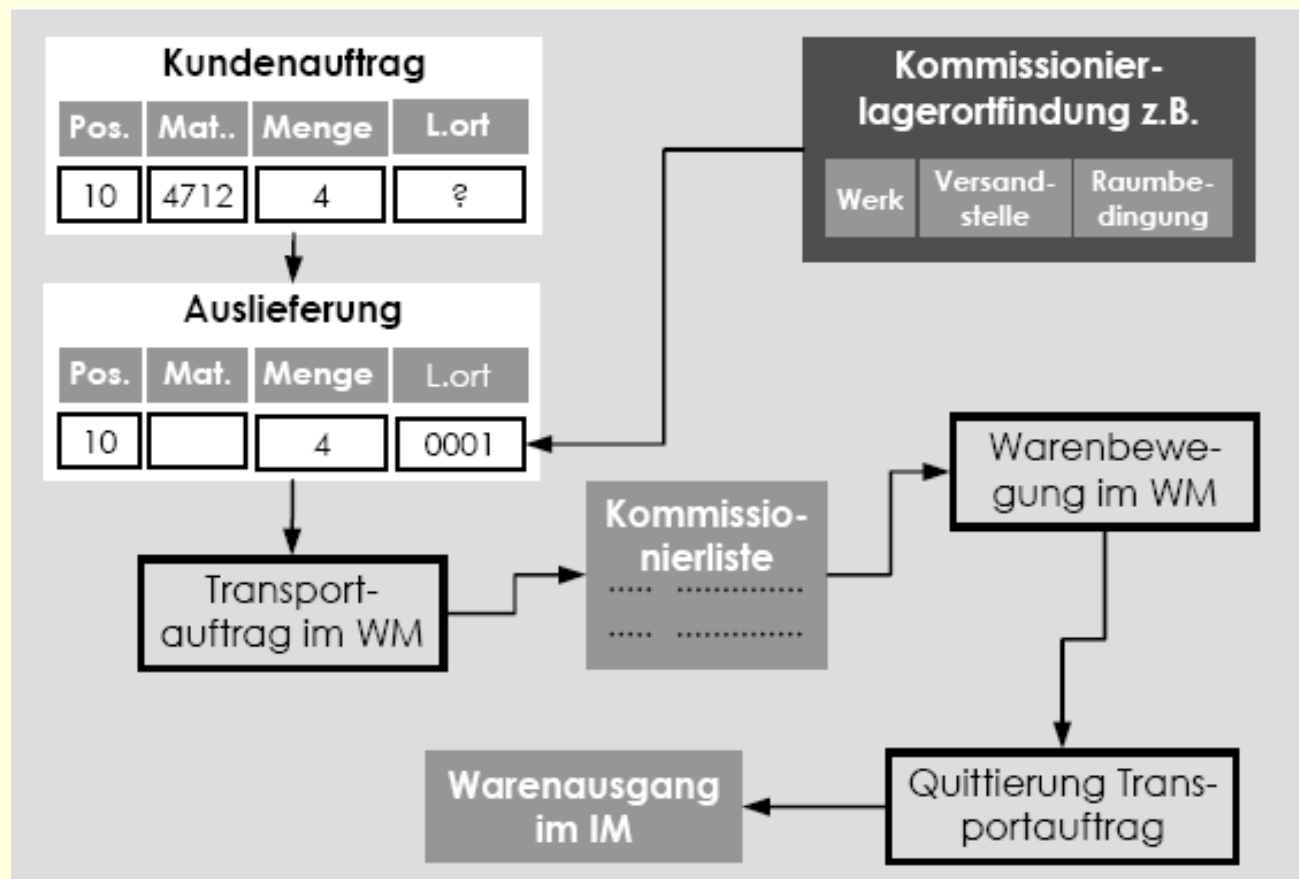 Kundenauftrag
Pos. Mat.. Menge L.ort
10 4712 4 ?
Kommissionier-
lagerortfindung z.B.
Werk Versand-
stelle Raumbe-
dingung
Auslieferung
Pos. Mat. Menge L.ort
10 4 0001
Transport-
auftrag im WM
Kommissio-
nierliste
..... ..............
..... ..............
Warenbewe-
gung im WM
Quittierung Trans-
portauftrag
Warenausgang
im IM